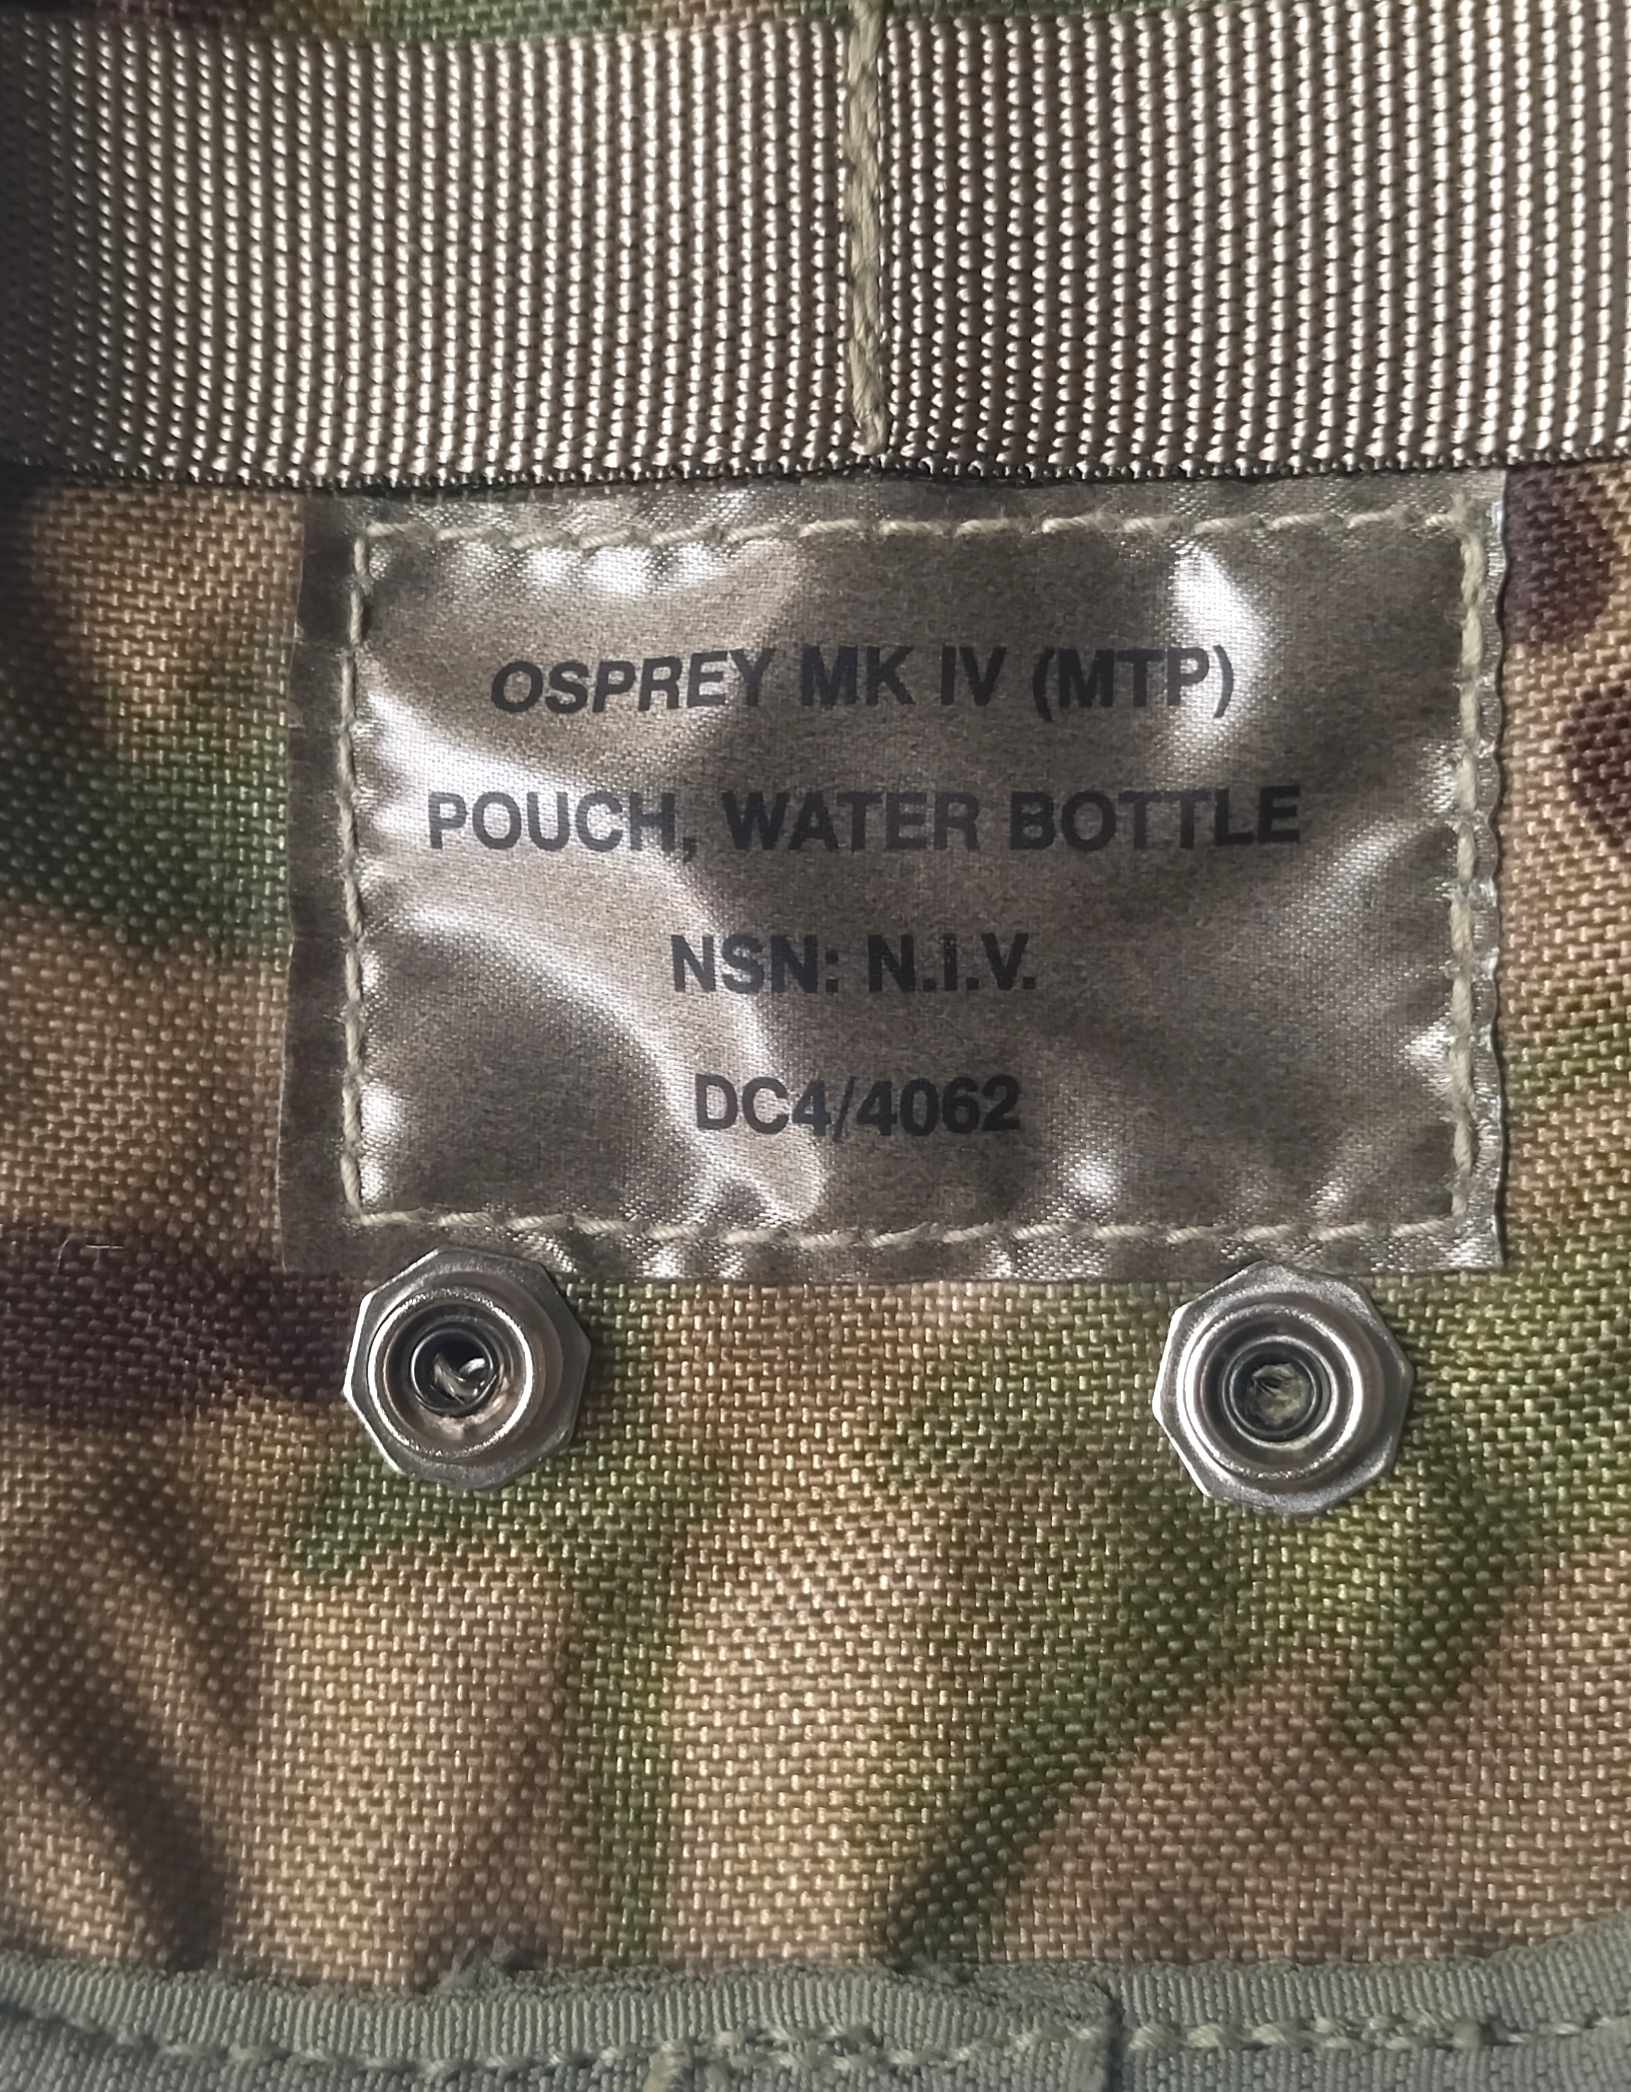 OSPREY MK IV (MTP)
POUCH, WATER BOTTLE
NSN: N.I.V.
DC4/4062